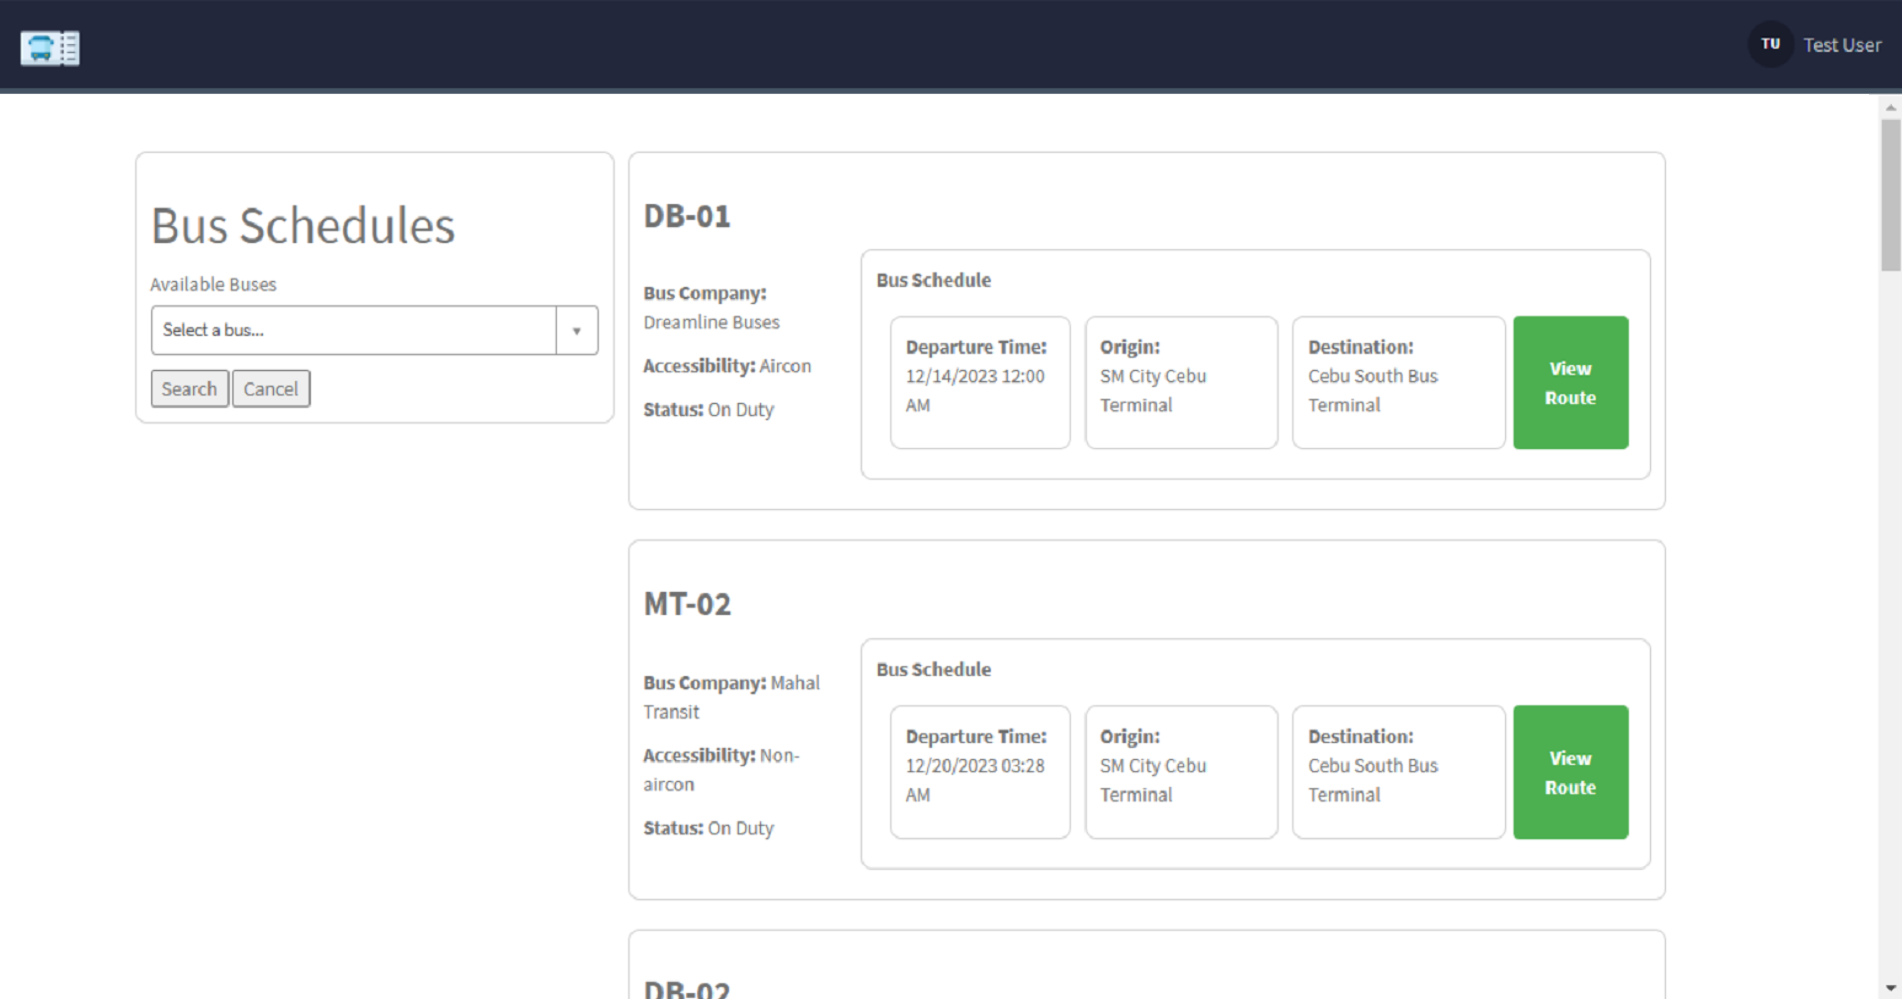 TU Test User
Bus Schedules
Available Buses
Select a bus...
Search Cancel
DB-01
Bus Company:
Dreamline Buses
Accessibility: Aircon
Status: On Duty
Bus Schedule
Departure Time:
12/14/2023 12:00
AM
Origin:
SM City Cebu
Terminal
Destination:
Cebu South Bus
Terminal
View
Route
MT-02
Bus Company: Mahal
Transit
Accessibility: Non-
aircon
Status: On Duty
Bus Schedule
Departure Time:
12/20/2023 03:28
AM
Origin:
SM City Cebu
Terminal
Destination:
Cebu South Bus
Terminal
View
Route
DB-02